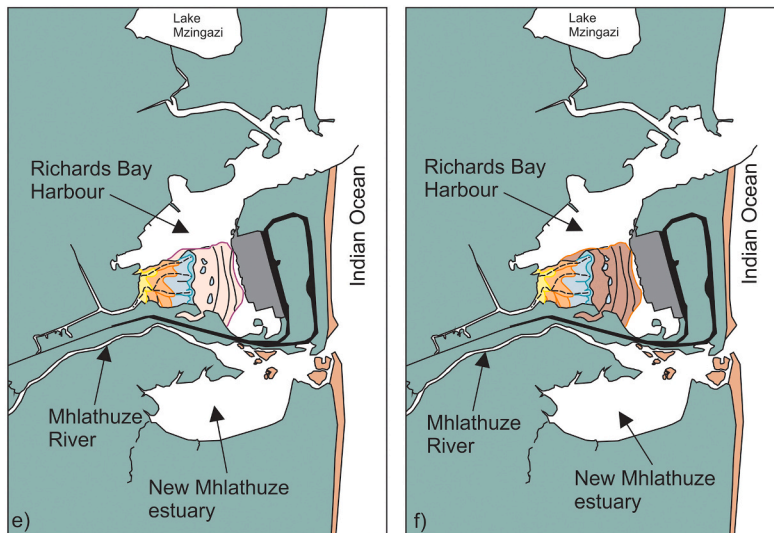 Lake
Mzingazi
Richards Bay
Harbour
Indian Ocean
Mhlathuze
River
New Mhlathuze
estuary
e)
Lake
Mzingazi
Richards Bay
Harbour
Indian Ocean
Mhlathuze
River
New Mhlathuze
estuary
f)